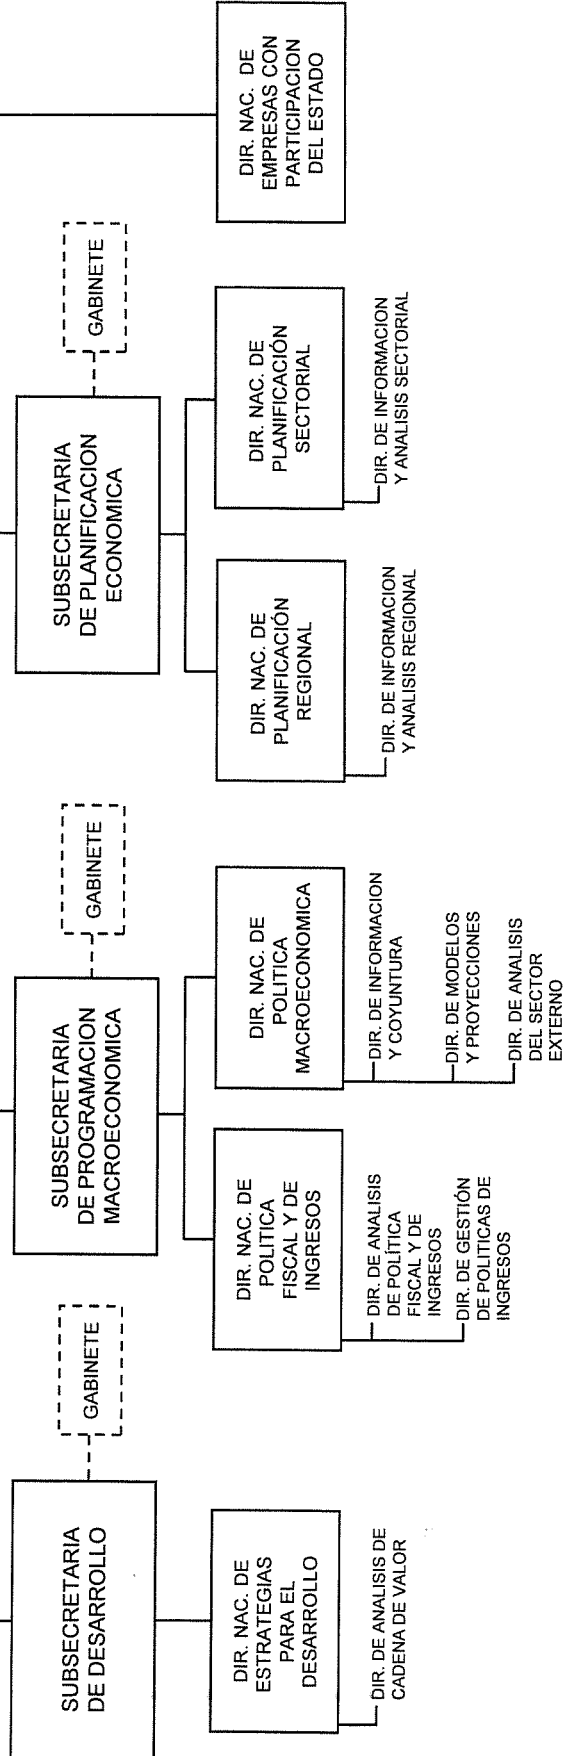 SUBSECRETARIA
DE DESARROLLO
GABINETE
DIR. NAC. DE
ESTRATEGIAS
PARA EL
DESARROLLO
DIR. DE ANALISIS DE
CADENA DE VALOR
SUBSECRETARIA
DE PROGRAMACION
MACROECONOMICA
GABINETE
DIR. NAC. DE
POLITICA
FISCAL Y DE
INGRESOS
DIR. DE ANALISIS
DE POLÍTICA
FISCAL Y DE
INGRESOS
DIR. DE GESTIÓN
DE POLITICAS DE
INGRESOS
DIR. NAC. DE
POLITICA
MACROECONOMICA
DIR. DE INFORMACION
Y COYUNTURA
DIR. DE MODELOS
Y PROYECCIONES
DIR. DE ANALISIS
DEL SECTOR
EXTERNO
SUBSECRETARIA
DE PLANIFICACION
ECONOMICA
GABINETE
DIR. NAC. DE
PLANIFICACIÓN
REGIONAL
DIR. DE INFORMACION
Y ANALISIS REGIONAL
DIR. NAC. DE
PLANIFICACIÓN
SECTORIAL
DIR. DE INFORMACION
Y ANALISIS SECTORIAL
DIR. NAC. DE
EMPRESAS CON
PARTICIPACION
DEL ESTADO